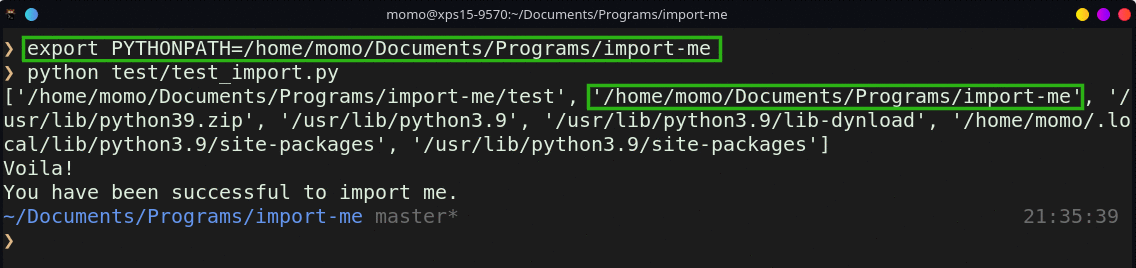 momo@xps15-9570:~/Documents/Programs/import-me
❯ export PYTHONPATH=/home/momo/Documents/Programs/import-me
❯ python test/test_import.py
['/home/momo/Documents/Programs/import-me/test', '/home/momo/Documents/Programs/import-me', '/
usr/lib/python39.zip', '/usr/lib/python3.9', '/usr/lib/python3.9/lib-dynload', '/home/momo/.lo
cal/lib/python3.9/site-packages', '/usr/lib/python3.9/site-packages']
Voila!
You have been successful to import me.
~/Documents/Programs/import-me master* 21:35:39
❯